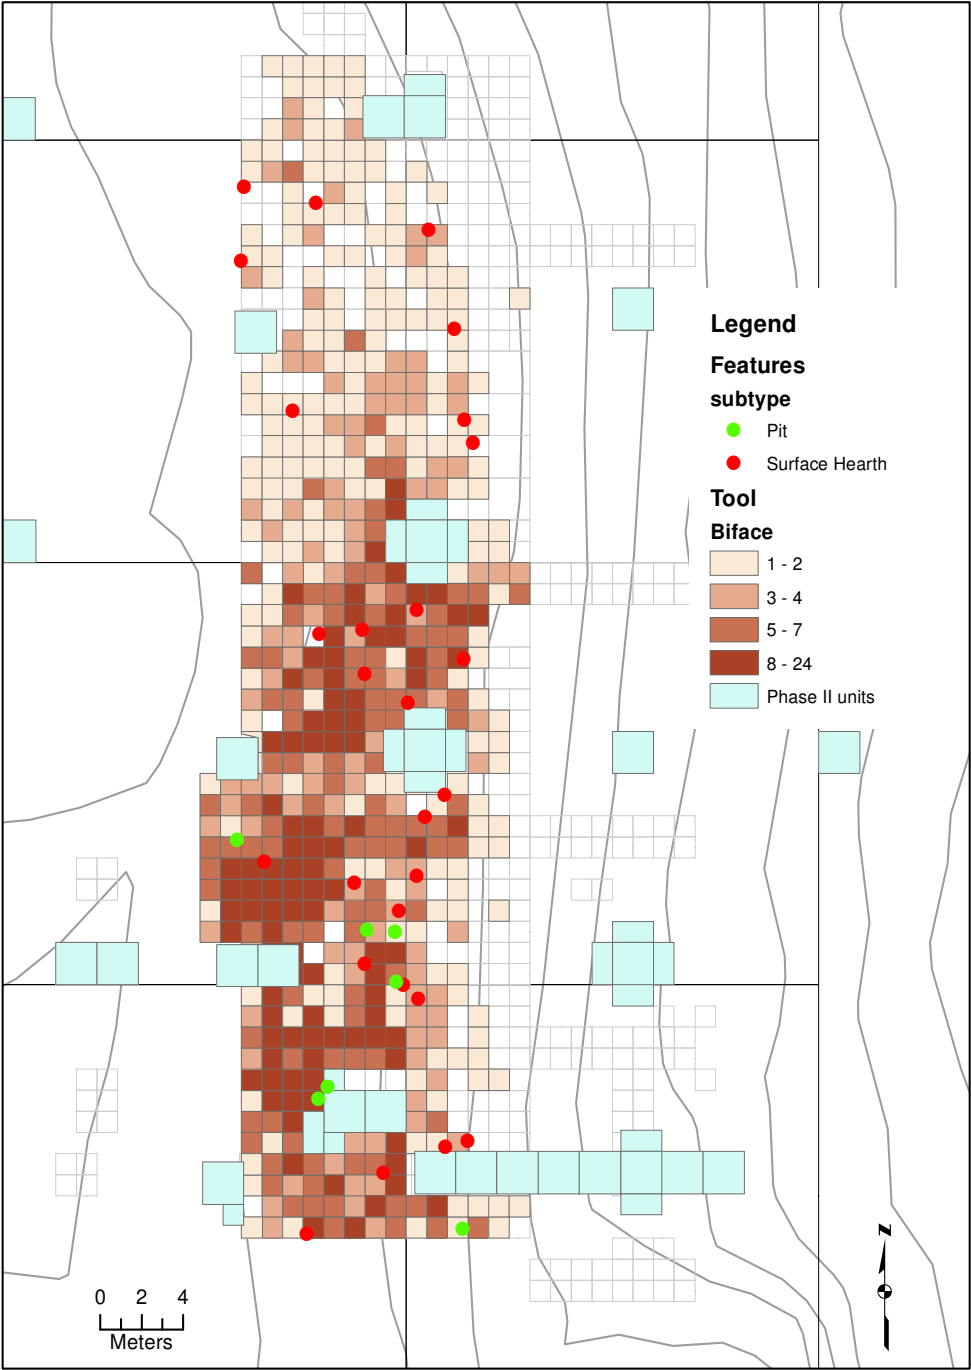 Legend
Features
subtype
Pit
Surface Hearth
Tool
Biface
1 - 2
3 - 4
5 - 7
8 - 24
Phase II units
N
0 2 4
Meters